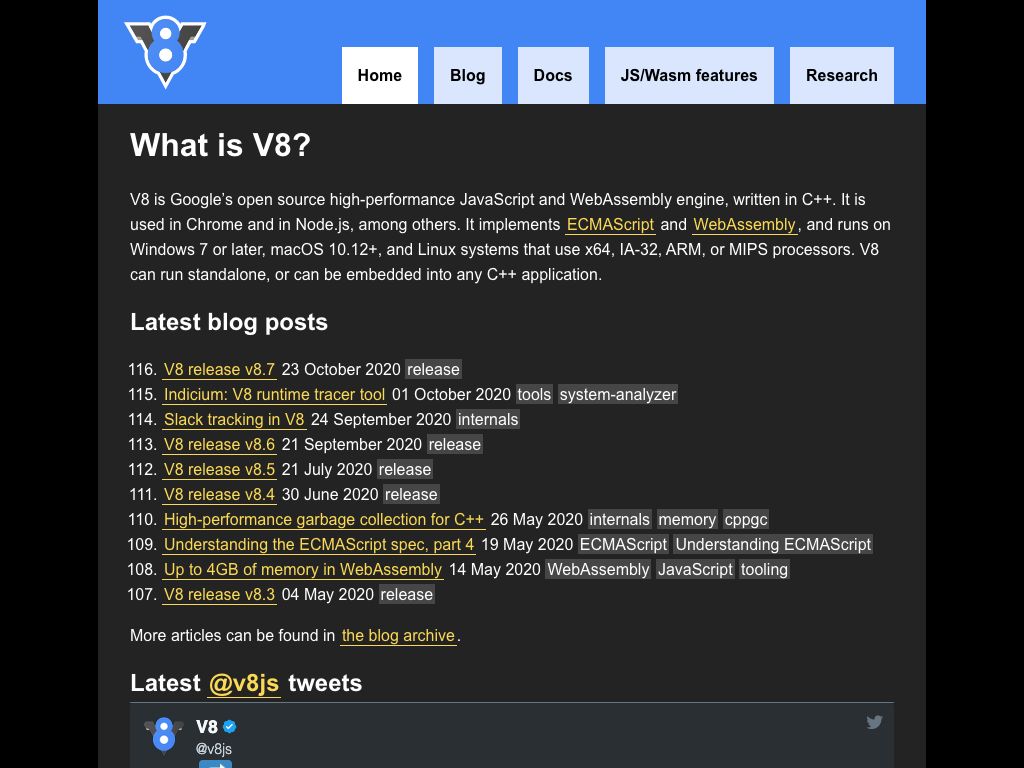 Home Blog Docs JS/Wasm features Research
What is V8?
V8 is Google’s open source high-performance JavaScript and WebAssembly engine, written in C++. It is
used in Chrome and in Node.js, among others. It implements ECMAScript and WebAssembly, and runs on
Windows 7 or later, macOS 10.12+, and Linux systems that use x64, IA-32, ARM, or MIPS processors. V8
can run standalone, or can be embedded into any C++ application.
Latest blog posts
116. V8 release v8.7 23 October 2020 release
115. Indicium: V8 runtime tracer tool 01 October 2020 tools system-analyzer
114. Slack tracking in V8 24 September 2020 internals
113. V8 release v8.6 21 September 2020 release
112. V8 release v8.5 21 July 2020 release
111. V8 release v8.4 30 June 2020 release
110. High-performance garbage collection for C++ 26 May 2020 internals memory cppgc
109. Understanding the ECMAScript spec, part 4 19 May 2020 ECMAScript Understanding ECMAScript
108. Up to 4GB of memory in WebAssembly 14 May 2020 WebAssembly JavaScript tooling
107. V8 release v8.3 04 May 2020 release
More articles can be found in the blog archive.
Latest @v8js tweets
V8
@v8js